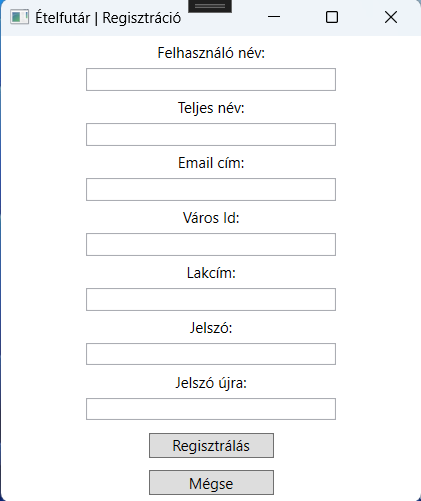 Ételfutár | Regisztráció
Felhasználó név:
Teljes név:
Email cím:
Város Id:
Lakcím:
Jelszó:
Jelszó újra:
Regisztrálás
Mégse